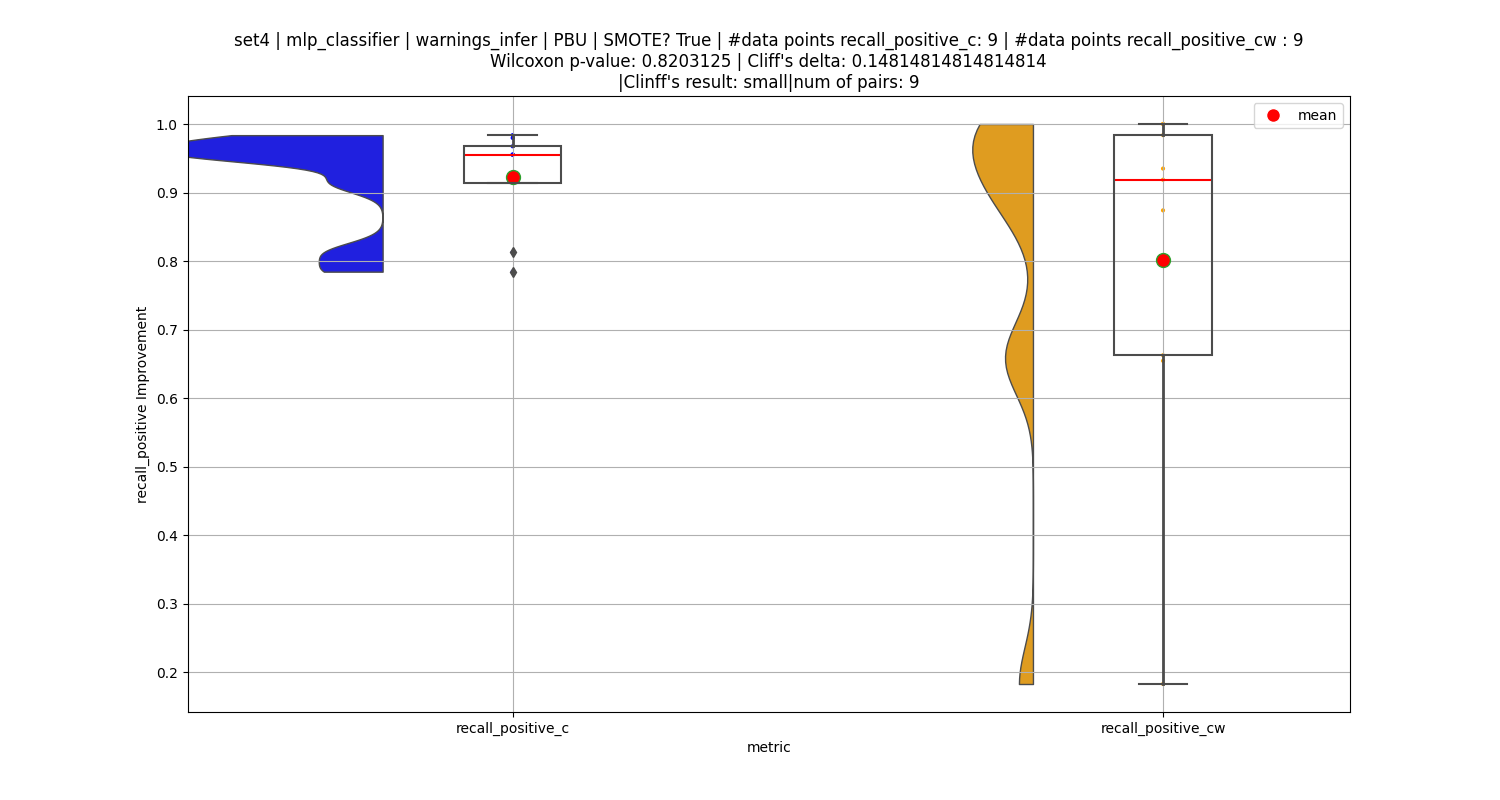 set4 | mlp_classifier | warnings_infer | PBU | SMOTE? True | #data points recall_positive_c: 9 | #data points recall_positive_cw : 9
Wilcoxon p-value: 0.8203125 | Cliff's delta: 0.14814814814814814
|Clinff's result: small|num of pairs: 9
mean
1.0
0.9
0.8
0.7
0.6
0.5
0.4
0.3
0.2
recall_positive Improvement
recall_positive_c
recall_positive_cw
metric